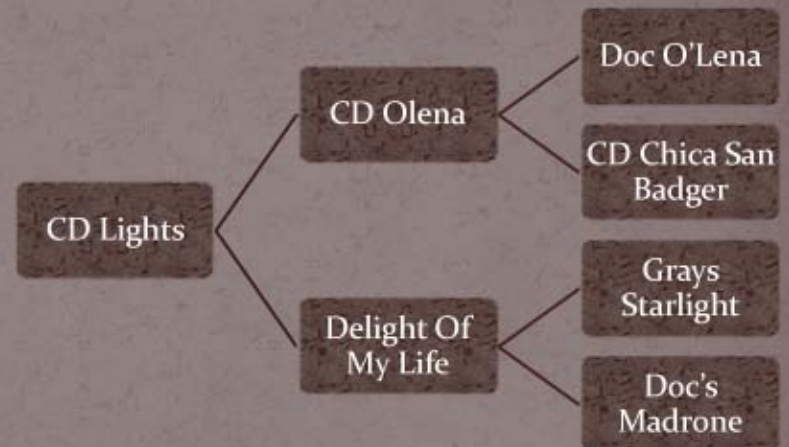 CD Lights
CD Olena
Delight Of
My Life
Doc O'Lena
CD Chica San
Badger
Grays
Starlight
Doc's
Madrone